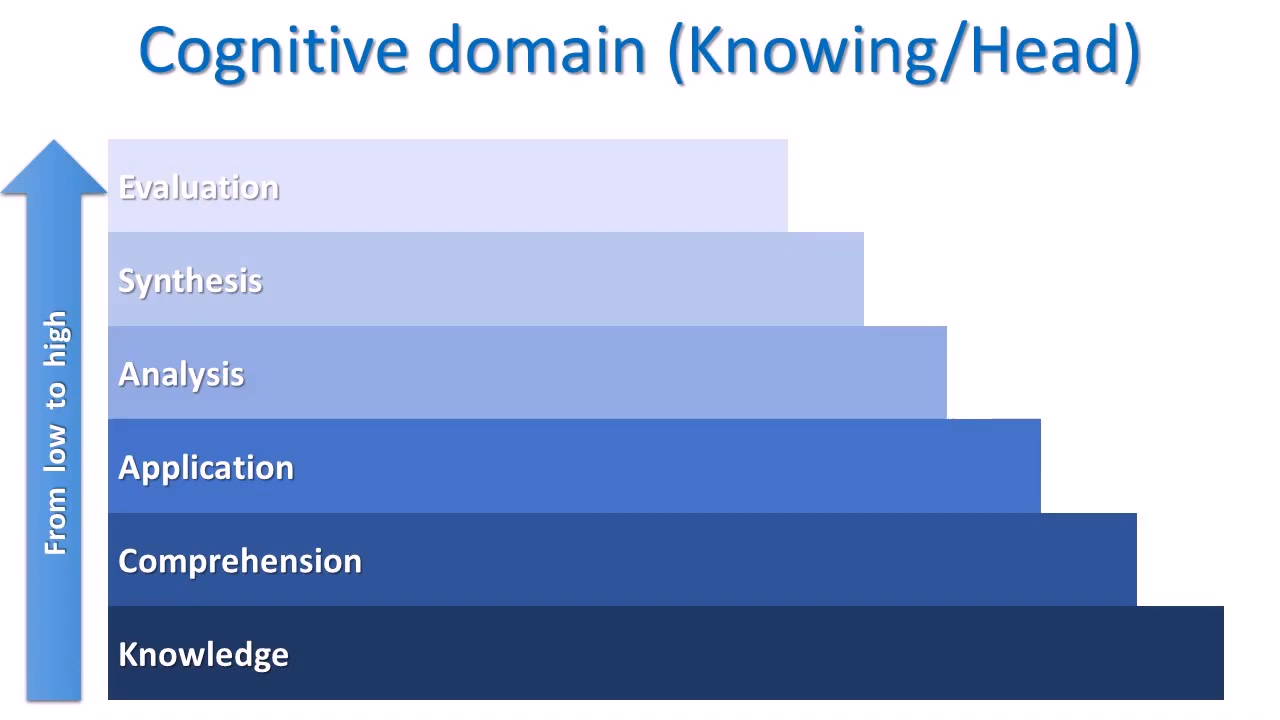 Cognitive domain (Knowing/Head)
Evaluation
Synthesis
Analysis
Application
Comprehension
Knowledge
From low to high